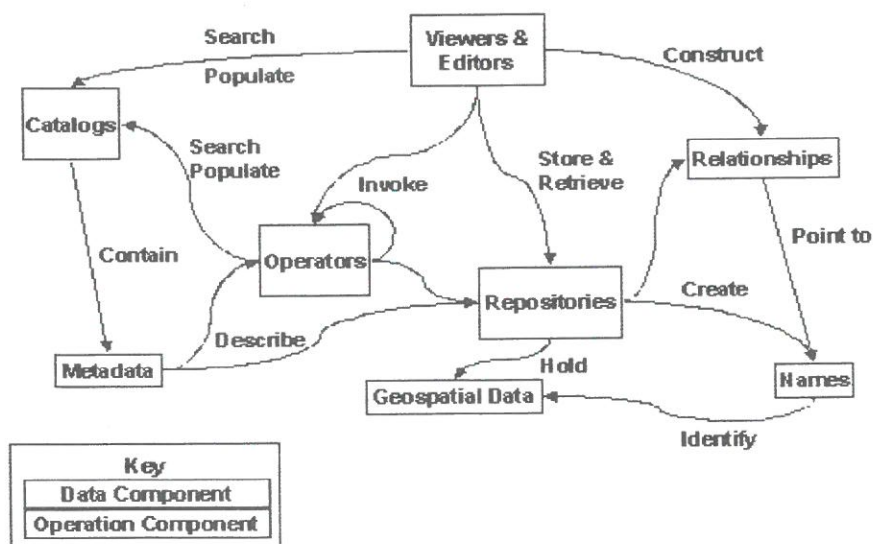 Search
Populate
Viewers &
Editors
Construct
Catalogs
Search
Populate
Invoke
Store &
Retrieve
Relationships
Contain
Operators
Point to
Repositories
Create
Describe
Metadata
Hold
Names
Geospatial Data
Identify
Key
Data Component
Operation Component